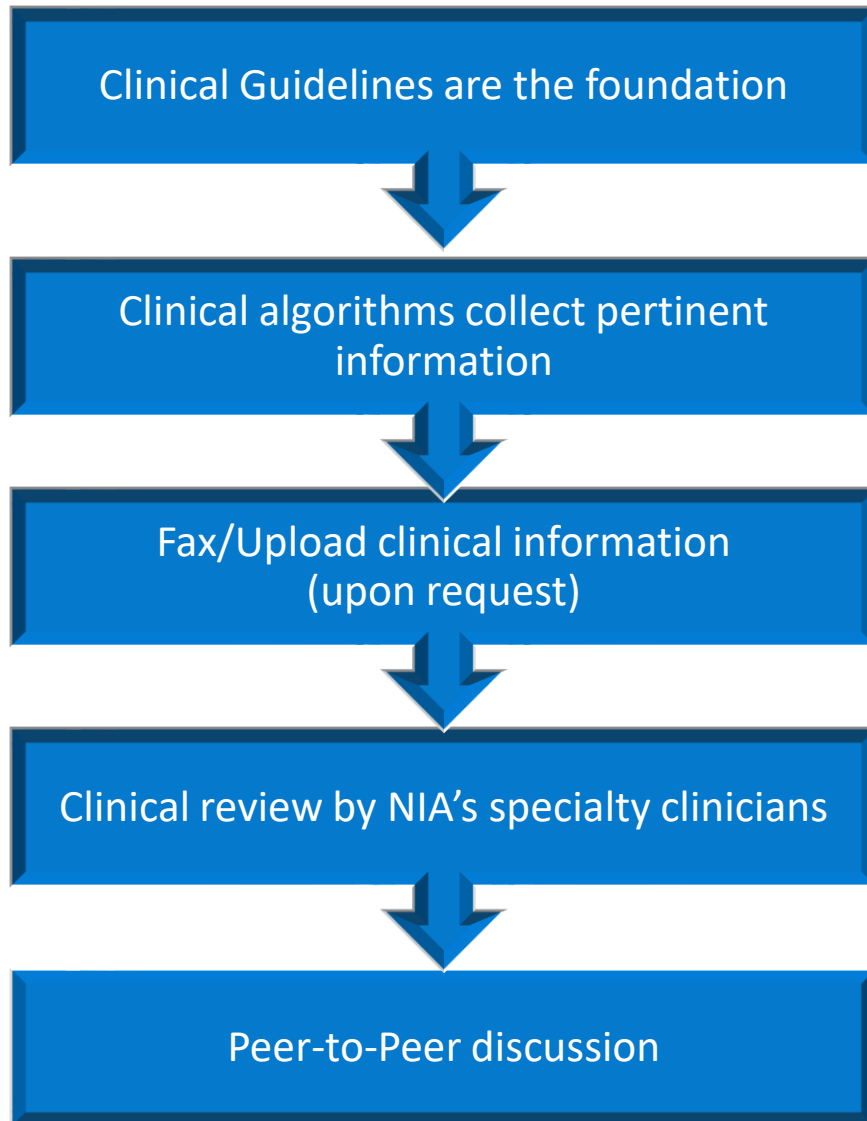 Clinical Guidelines are the foundation
Clinical algorithms collect pertinent
information
Fax/Upload clinical information
(upon request)
Clinical review by NIA’s specialty clinicians
Peer-to-Peer discussion